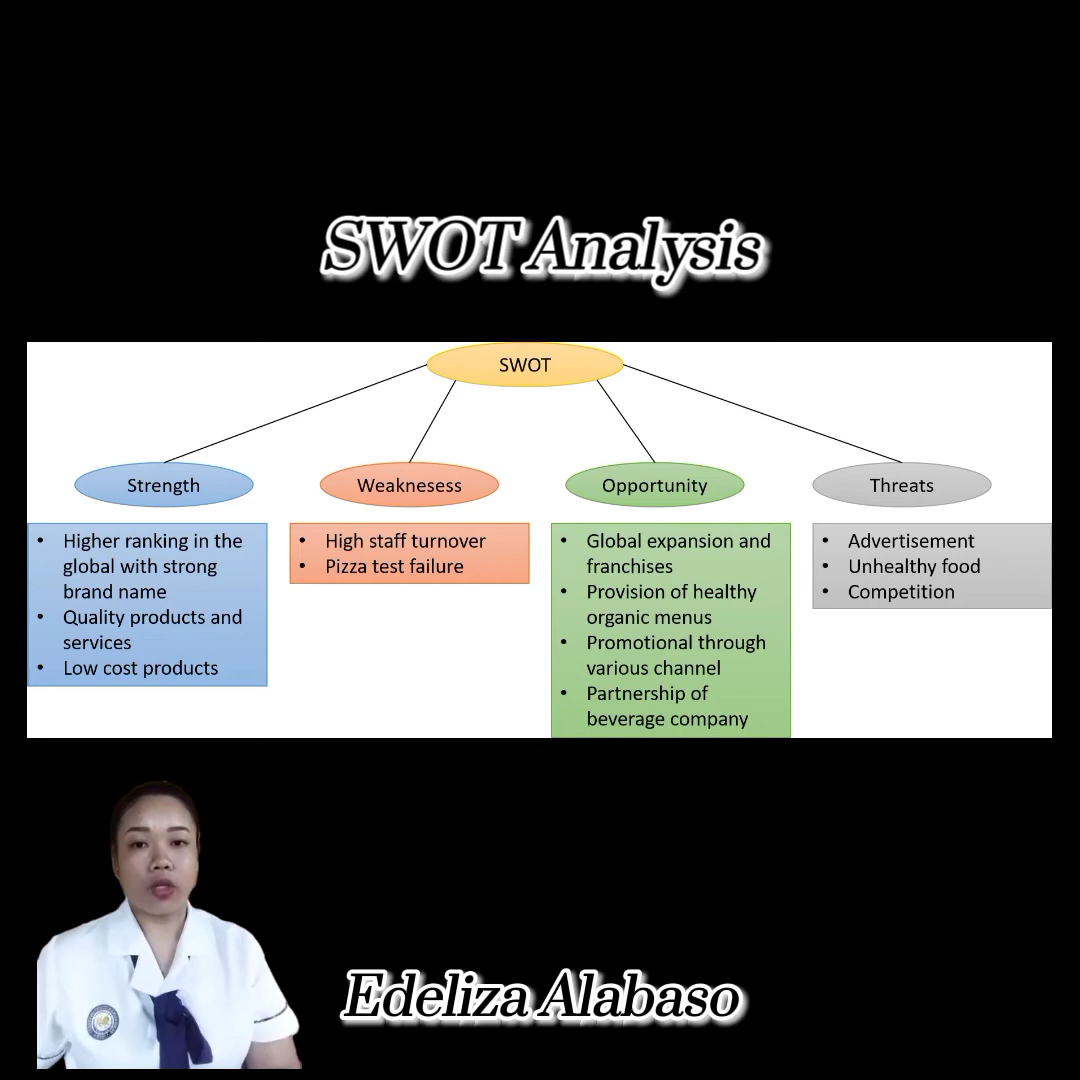 SWOT Analysis
SWOT
Strength
Weaknesess
Opportunity
Threats
• Higher ranking in the
global with strong
brand name
• Quality products and
services
• Low cost products
• High staff turnover
• Pizza test failure
• Global expansion and
franchises
• Provision of healthy
organic menus
• Promotional through
various channel
• Partnership of
beverage company
• Advertisement
• Unhealthy food
• Competition
Edeliza Alabaso